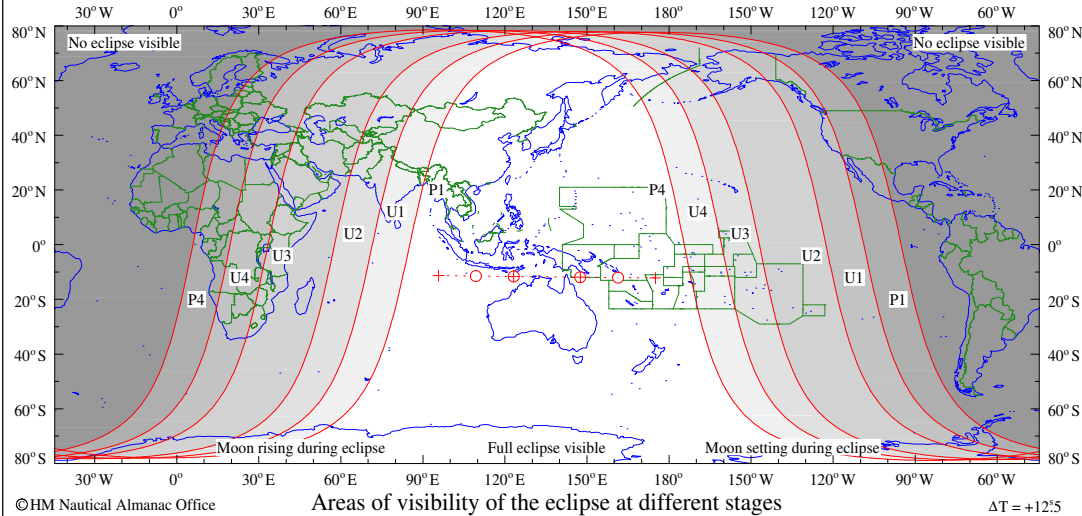 30°W 0° 30°E 60°E 90°E 120°E 150°E 180° 150°W 120°W 90°W 60°W
80°N 80°N
No eclipse visible No eclipse visible
60°N 60°N
40°N 40°N
20°N P1 P4 20°N
U1 U4
U2 U3
0° 0°
U3 U2
U4 U1
P4 P1
20°S 20°S
40°S 40°S
60°S 60°S
Moon rising during eclipse Full eclipse visible Moon setting during eclipse
80°S 80°S
30°W 0° 30°E 60°E 90°E 120°E 150°E 180° 150°W 120°W 90°W 60°W
©HM Nautical Almanac Office Areas of visibility of the eclipse at different stages ΔT = +12ˢ.5